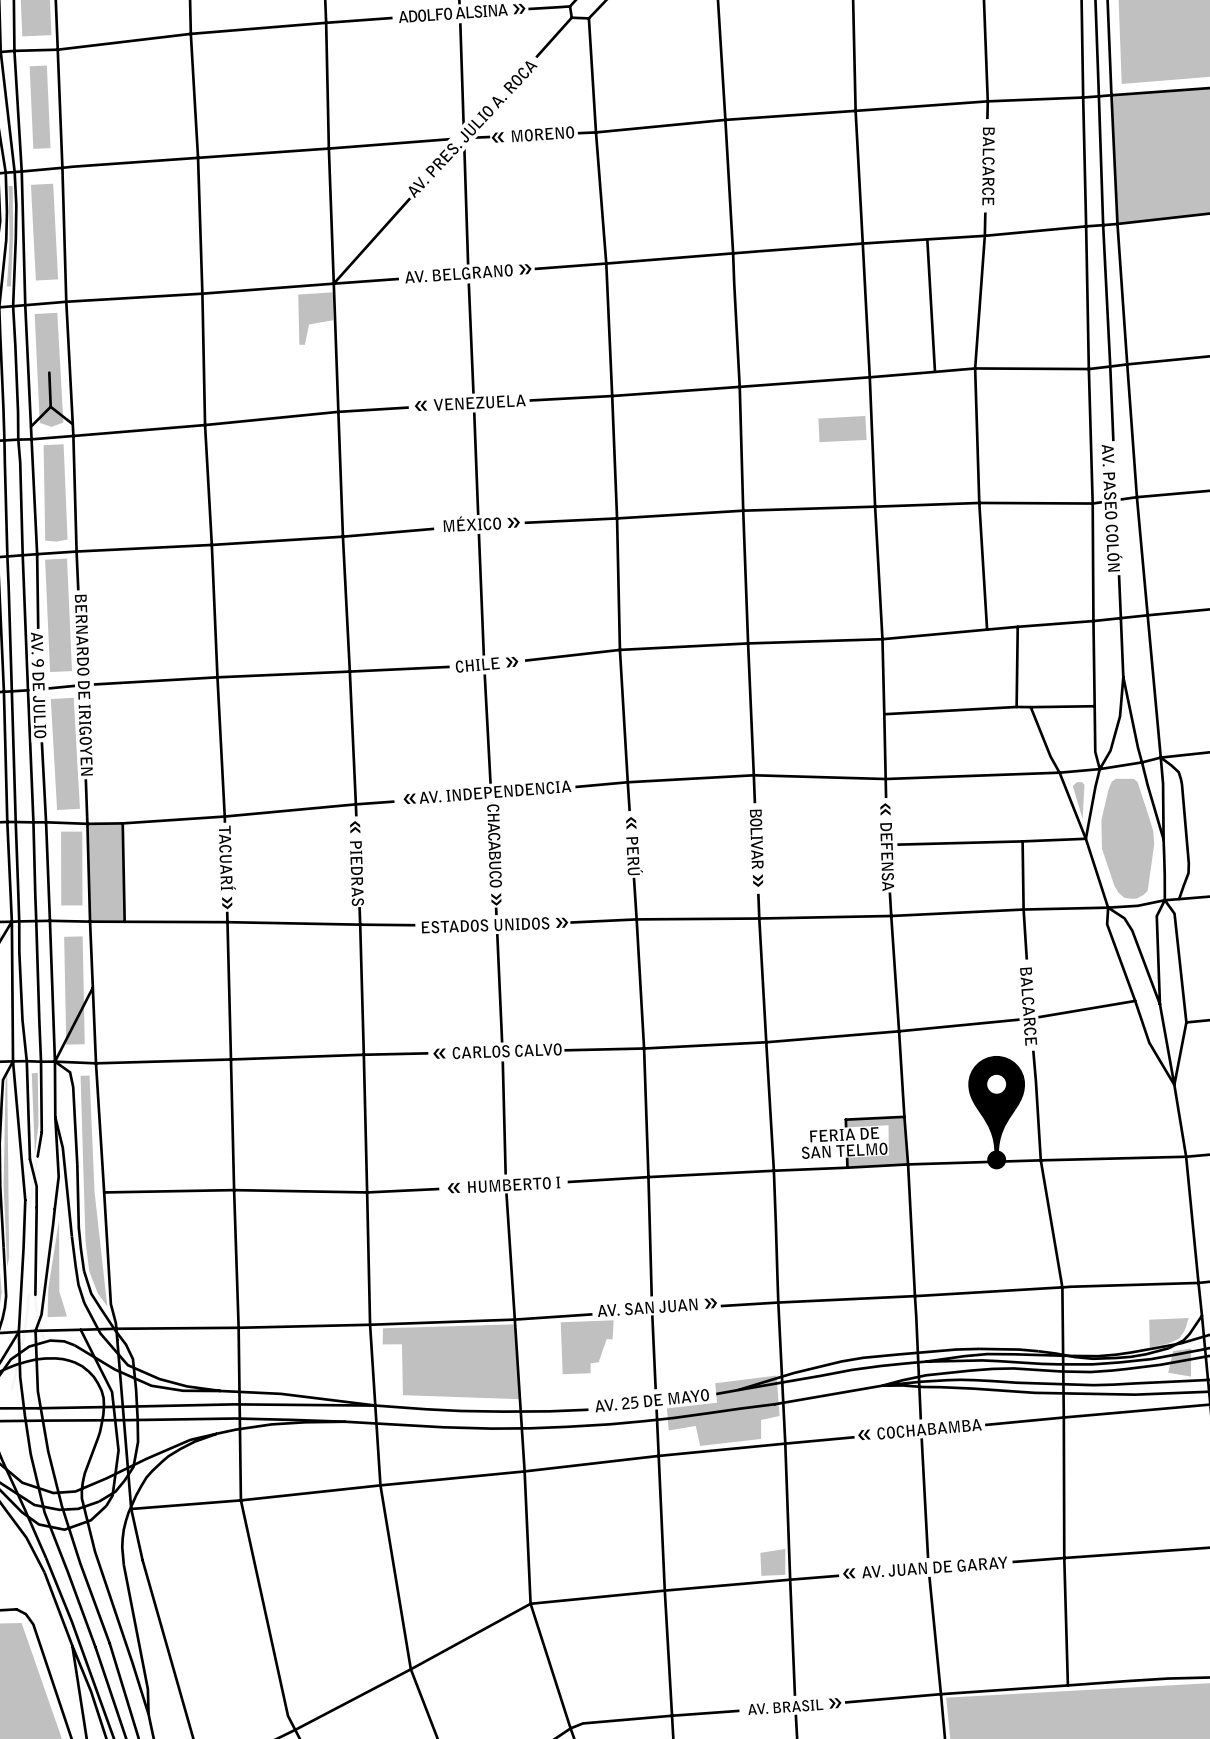 ADOLFO ALSINA »
AV. PRES. JULIO A. ROCA
« MORENO
BALCARCE
AV. BELGRANO »
« VENEZUELA
AV. PASEO COLÓN
MÉXICO »
BERNARDO DE IRIGOYEN
AV. 9 DE JULIO
CHILE »
« AV. INDEPENDENCIA
TACUARÍ »
« PIEDRAS
CHACABUCO »
« PERÚ
BOLIVAR »
« DEFENSA
ESTADOS UNIDOS »
BALCARCE
« CARLOS CALVO
FERIA DE
SAN TELMO
« HUMBERTO I
AV. SAN JUAN »
AV. 25 DE MAYO
« COCHABAMBA
« AV. JUAN DE GARAY
AV. BRASIL »